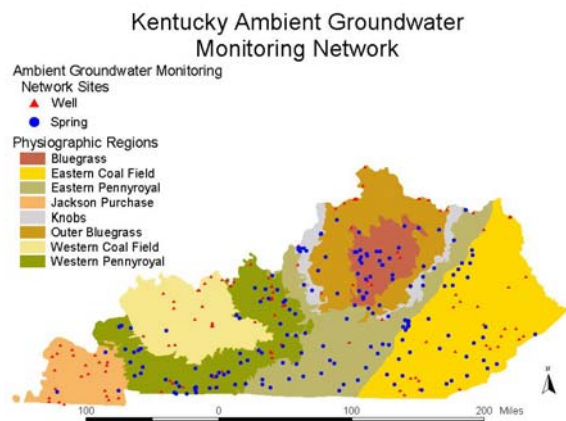 Kentucky Ambient Groundwater
Monitoring Network
Ambient Groundwater Monitoring
Network Sites
Well
Spring
Physiographic Regions
Bluegrass
Eastern Coal Field
Eastern Pennyroyal
Jackson Purchase
Knobs
Outer Bluegrass
Western Coal Field
Western Pennyroyal
N
100 0 100 200 Miles